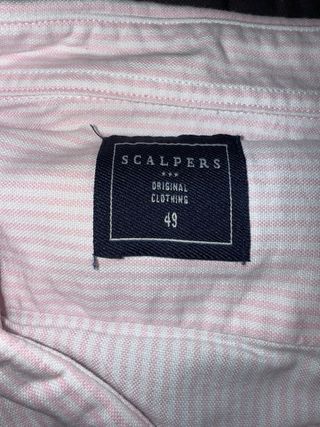 SCALPERS
***
ORIGINAL
CLOTHING
49